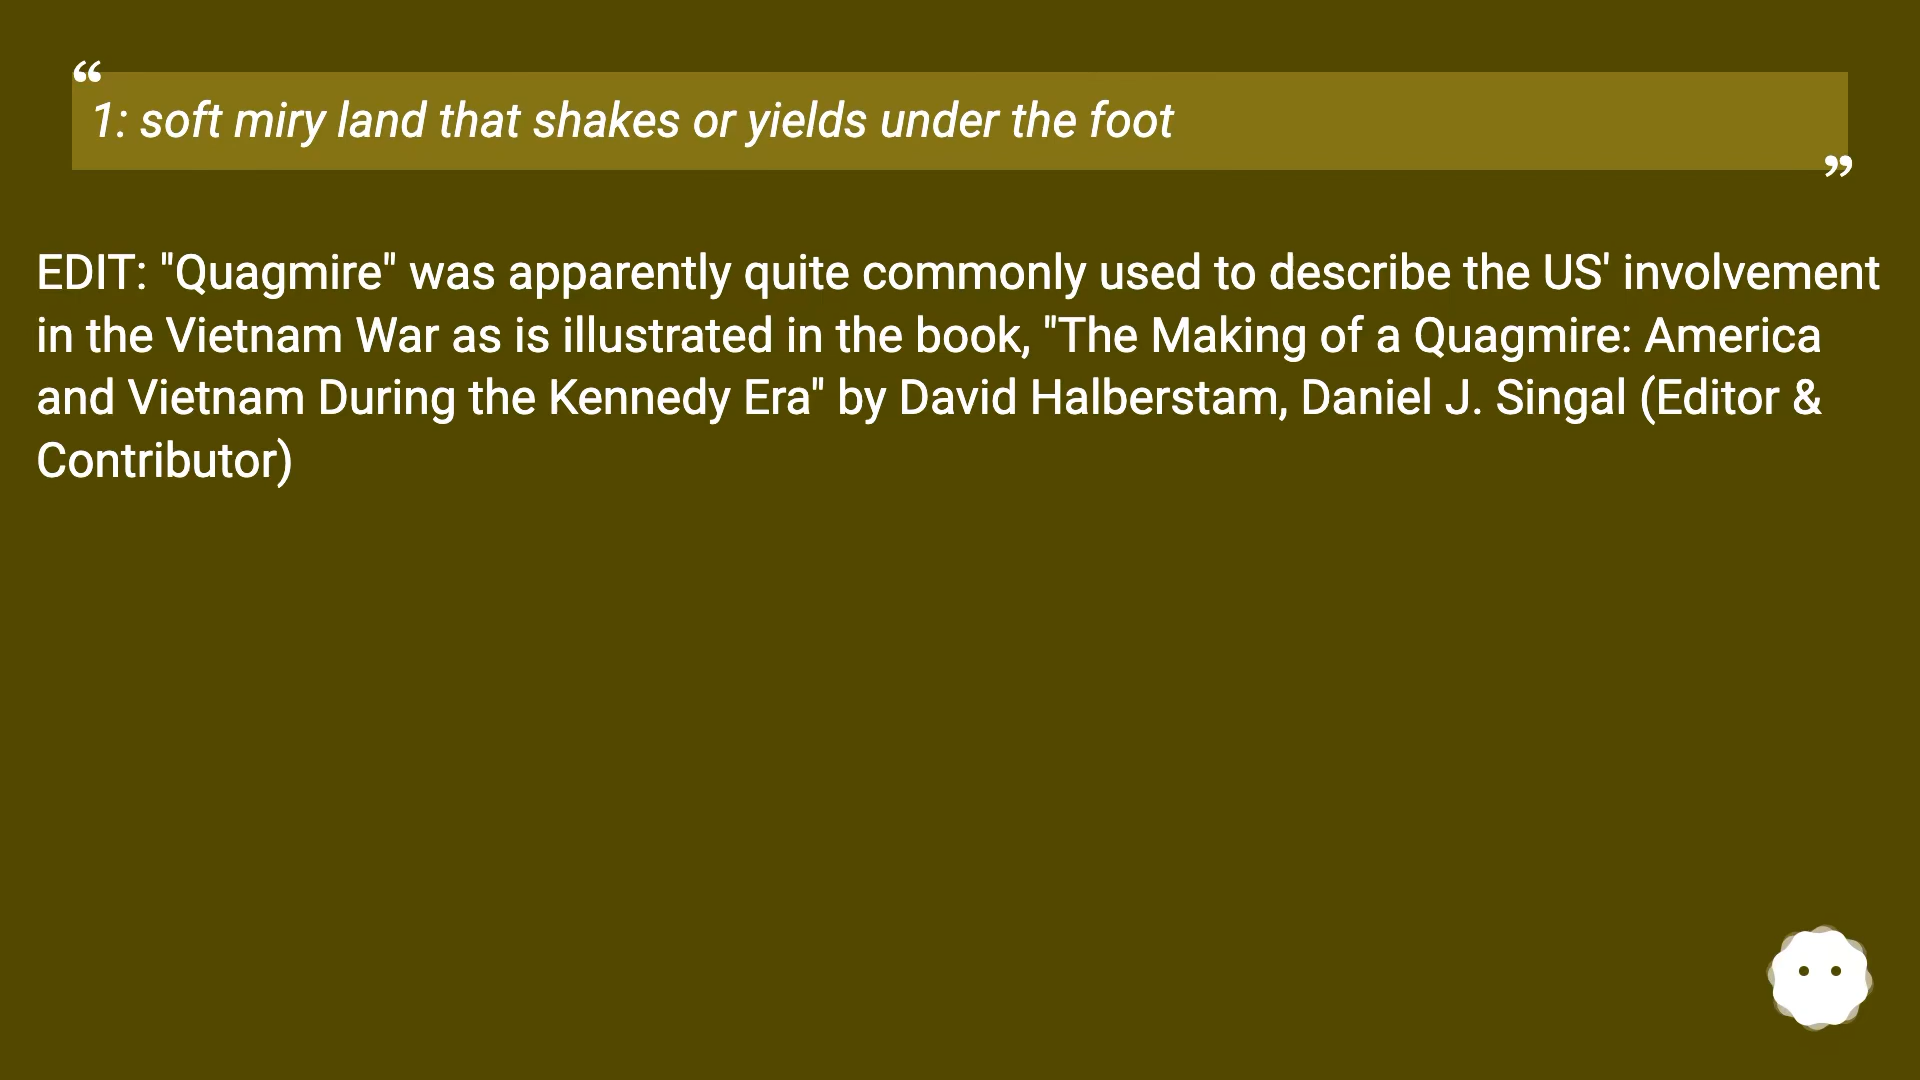 “
1: soft miry land that shakes or yields under the foot
”
EDIT: "Quagmire" was apparently quite commonly used to describe the US' involvement
in the Vietnam War as is illustrated in the book, "The Making of a Quagmire: America
and Vietnam During the Kennedy Era" by David Halberstam, Daniel J. Singal (Editor &
Contributor)